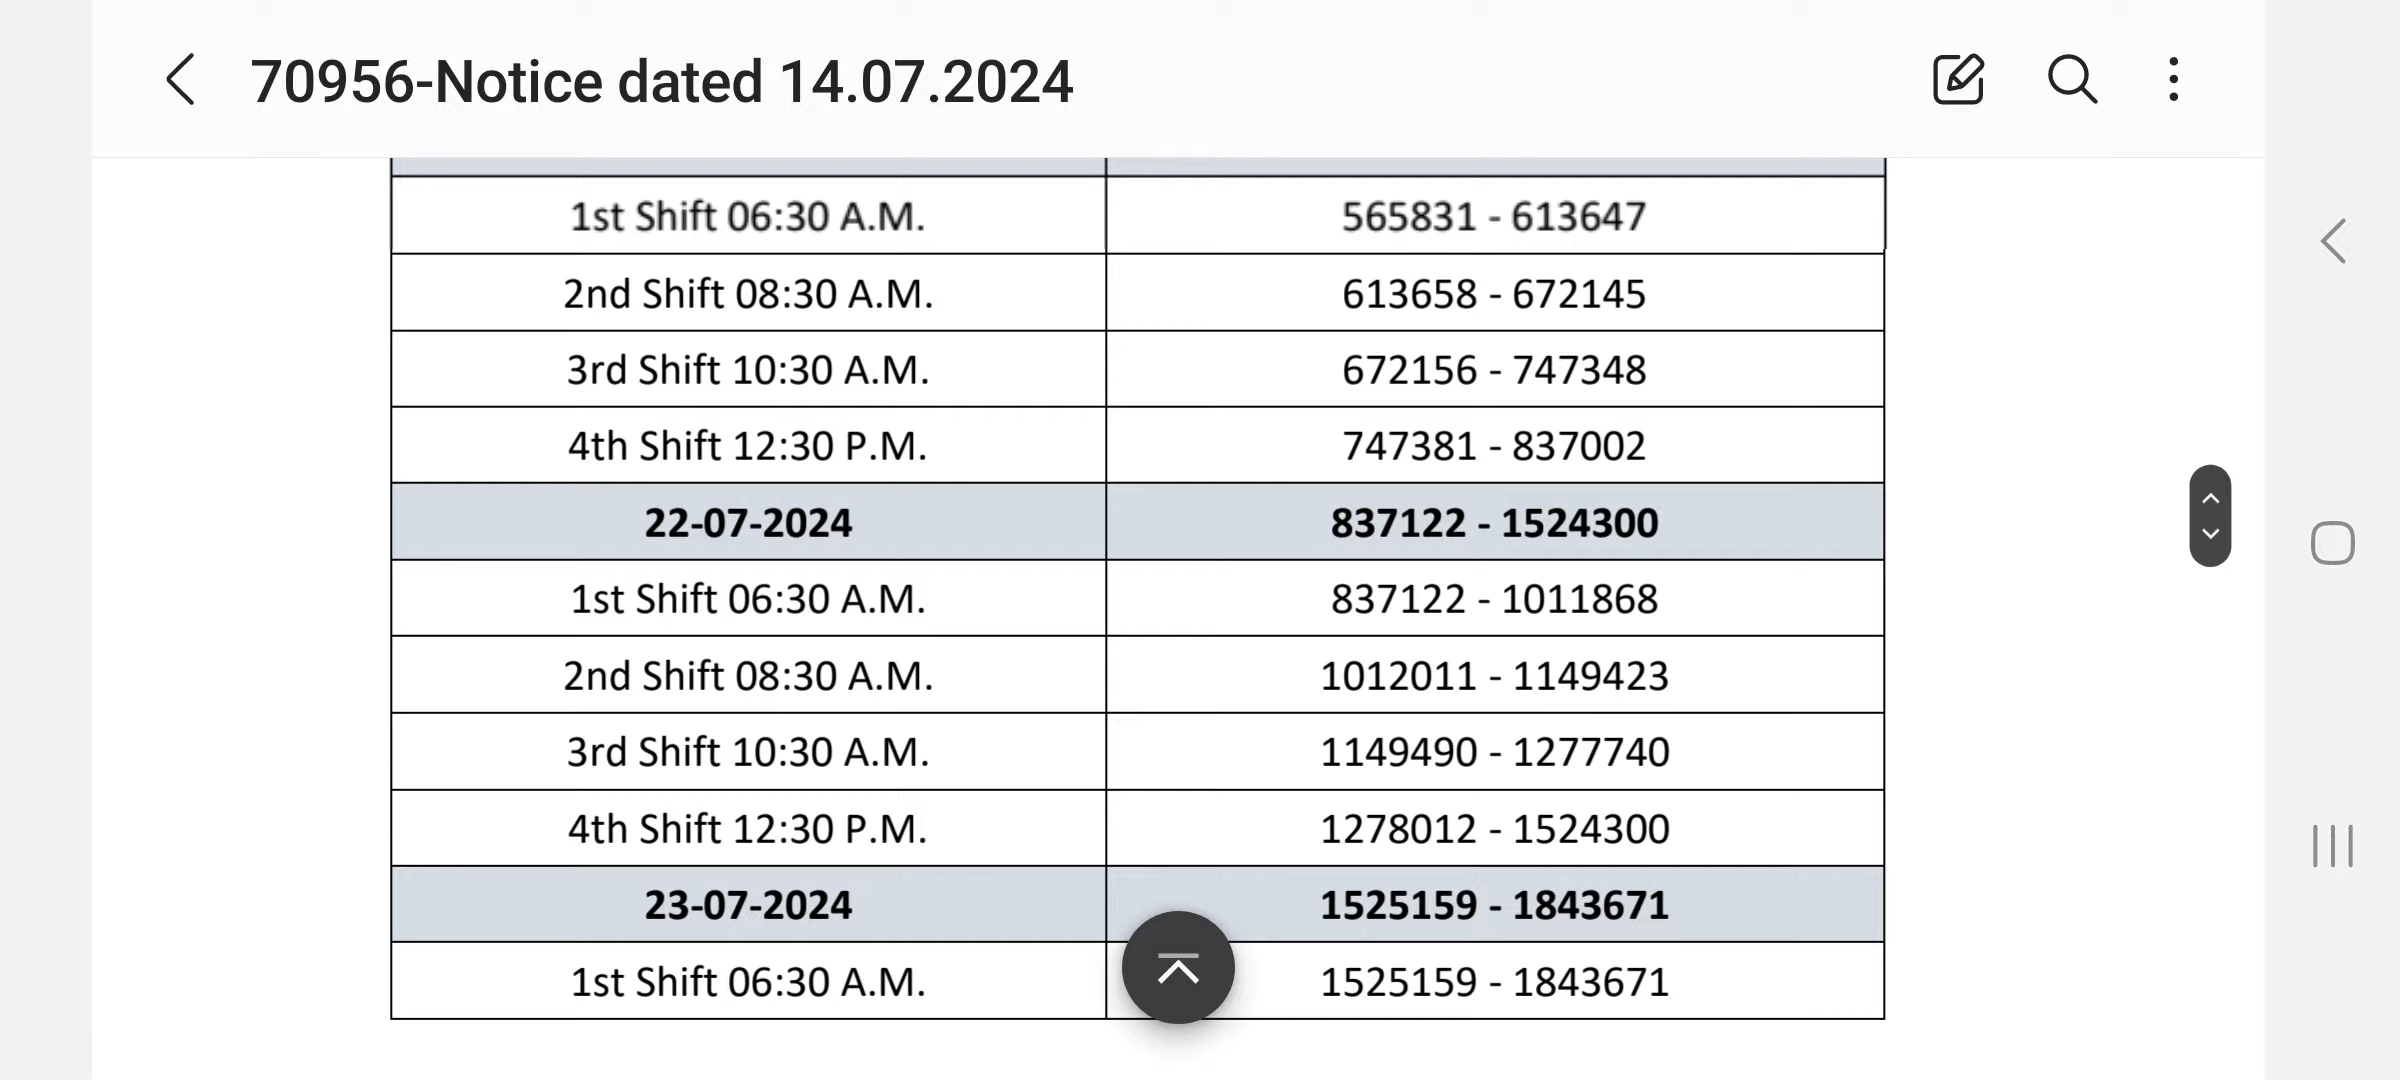 70956-Notice dated 14.07.2024
1st Shift 06:30 A.M. 565831 - 613647
2nd Shift 08:30 A.M. 613658 - 672145
3rd Shift 10:30 A.M. 672156 - 747348
4th Shift 12:30 P.M. 747381 - 837002
22-07-2024 837122 - 1524300
1st Shift 06:30 A.M. 837122 - 1011868
2nd Shift 08:30 A.M. 1012011 - 1149423
3rd Shift 10:30 A.M. 1149490 - 1277740
4th Shift 12:30 P.M. 1278012 - 1524300
23-07-2024 1525159 - 1843671
1st Shift 06:30 A.M. 1525159 - 1843671